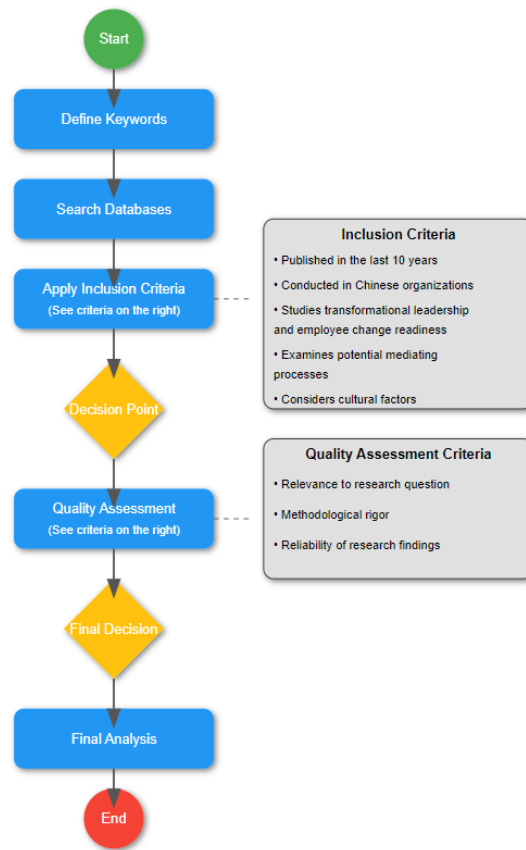 Start
Define Keywords
Search Databases
Apply Inclusion Criteria
(See criteria on the right)
Inclusion Criteria
• Published in the last 10 years
• Conducted in Chinese organizations
• Studies transformational leadership
and employee change readiness
• Examines potential mediating
processes
• Considers cultural factors
Decision Point
Quality Assessment
(See criteria on the right)
Quality Assessment Criteria
• Relevance to research question
• Methodological rigor
• Reliability of research findings
Final Decision
Final Analysis
End